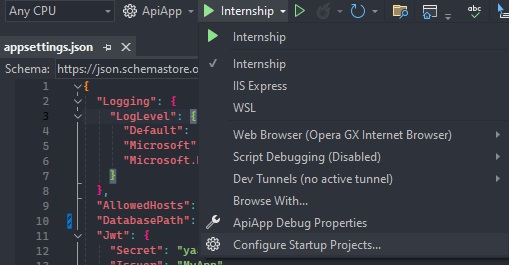 Any CPU ApiApp Internship
appsettings.json
Schema: https://json.schemastore.o
Internship
Internship
IIS Express
WSL
Web Browser (Opera GX Internet Browser)
Script Debugging (Disabled)
Dev Tunnels (no active tunnel)
Browse With...
ApiApp Debug Properties
Configure Startup Projects...
1 {
2 "Logging": {
3 "LogLevel": {
4 "Default":
5 "Microsoft"
6 "Microsoft.
7 }
8 },
9 "AllowedHosts":
10 "DatabasePath":
11 "Jwt": {
12 "Secret": "ya
"Issuer": "MyApp